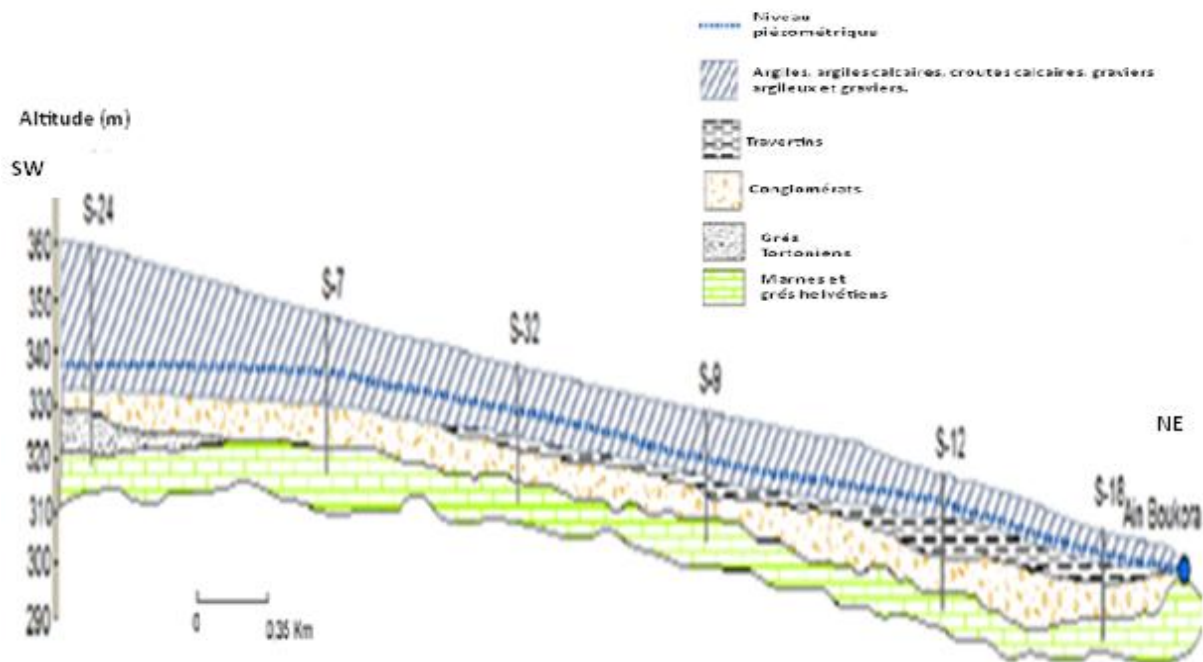 Niveau
piézométrique
Argiles, argiles calcaires, croutes calcaires, graviers
argileux et graviers.
Travertins
Conglomérats
Grés
Tortoniens
Marnes et
grés helvétiens
Altitude (m)
SW
NE
S-24
S-7
S-32
S-9
S-12
S-18
Ain Boukora
360
350
340
330
320
310
300
290
0
0.35 Km